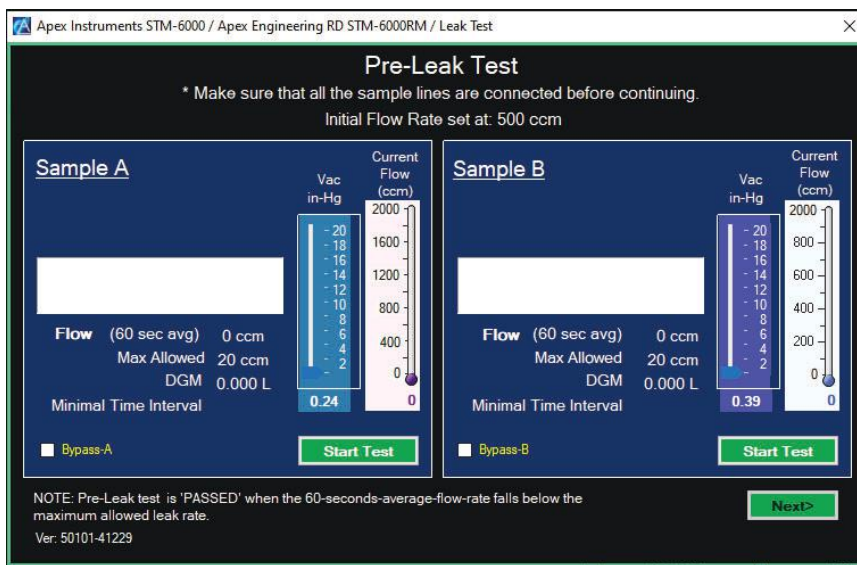 Apex Instruments STM-6000 / Apex Engineering RD STM-6000RM / Leak Test
Pre-Leak Test
* Make sure that all the sample lines are connected before continuing.
Initial Flow Rate set at: 500 ccm
Sample A
Vac
in-Hg
Current
Flow
(ccm)
20
18
16
14
12
10
8
6
4
2
2000
1600
1200
800
400
0
Flow (60 sec avg) 0 ccm
Max Allowed 20 ccm
DGM 0.000 L
Minimal Time Interval
0.24
0
Bypass-A
Start Test
Sample B
Vac
in-Hg
Current
Flow
(ccm)
20
18
16
14
12
10
8
6
4
2
2000
800
600
400
200
0
Flow (60 sec avg) 0 ccm
Max Allowed 20 ccm
DGM 0.000 L
Minimal Time Interval
0.39
0
Bypass-B
Start Test
NOTE: Pre-Leak test is 'PASSED' when the 60-seconds-average-flow-rate falls below the
maximum allowed leak rate.
Next>
Ver: 50101-41229